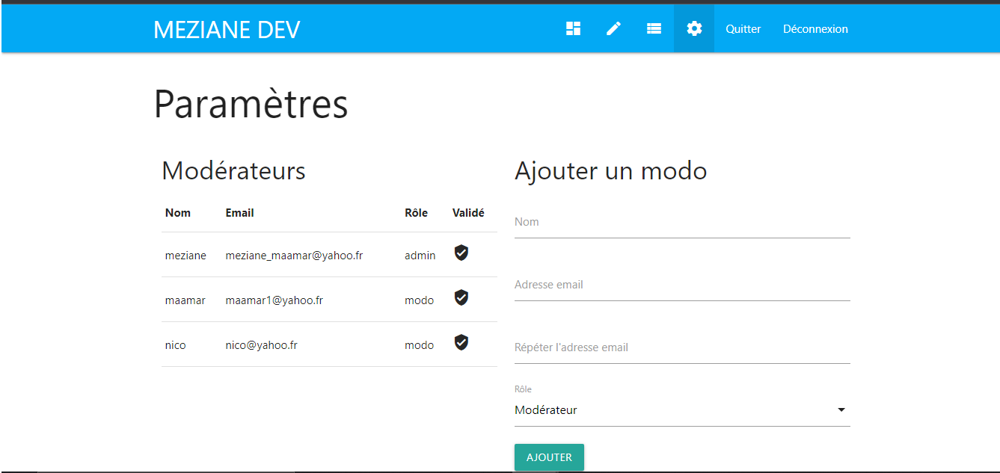 MEZIANE DEV
Quitter
Déconnexion
Paramètres
Modérateurs
Nom Email Rôle Validé
meziane meziane_maamar@yahoo.fr admin
maamar maamar1@yahoo.fr modo
nico nico@yahoo.fr modo
Ajouter un modo
Nom
Adresse email
Répéter l'adresse email
Rôle
Modérateur
AJOUTER